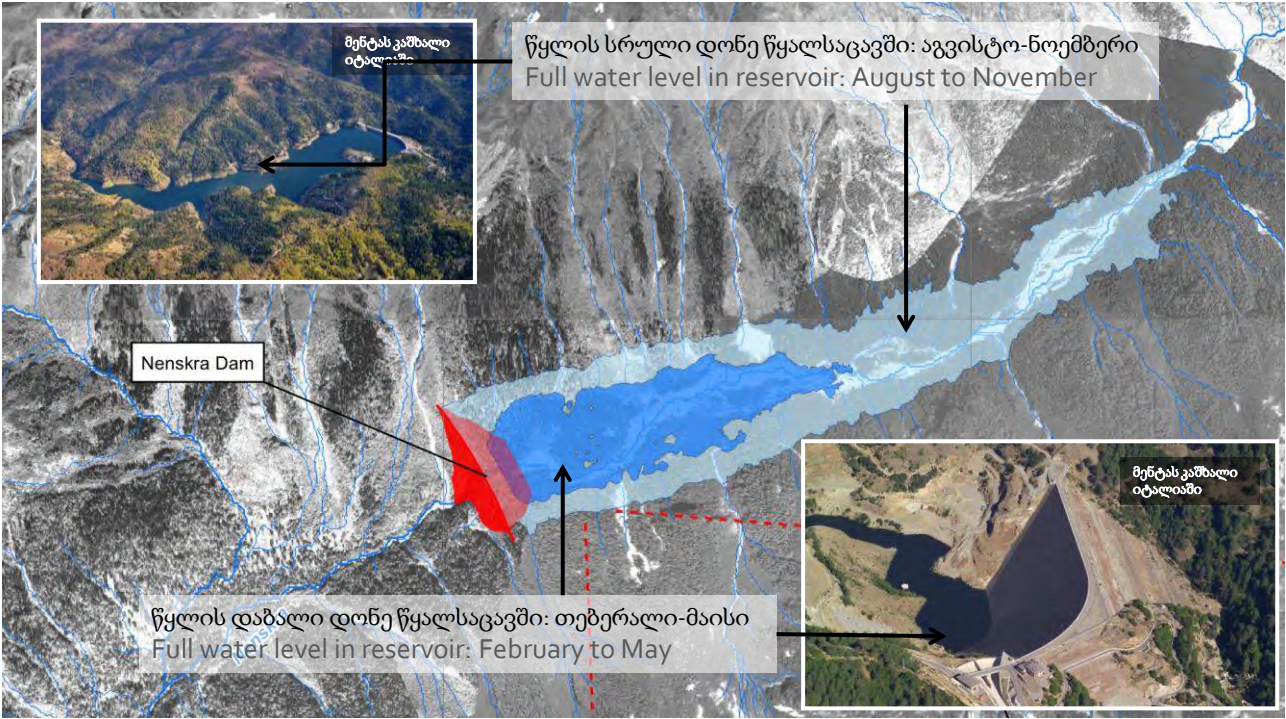 მენტას კაშხალი
იტალიაში
წყლის სრული დონე წყალსაცავში: აგვისტო-ნოემბერი
Full water level in reservoir: August to November
Nenskra Dam
მენტას კაშხალი
იტალიაში
წყლის დაბალი დონე წყალსაცავში: თებერალი-მაისი
Full water level in reservoir: February to May